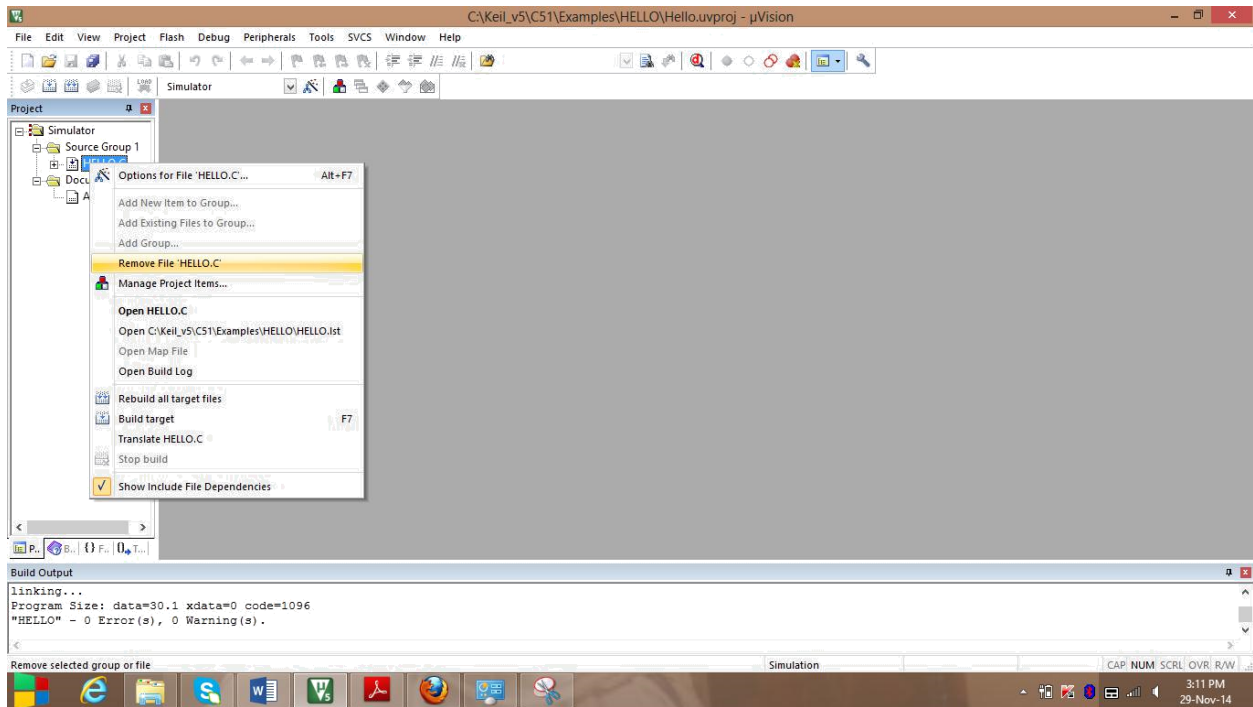 C:\Keil_v5\C51\Examples\HELLO\Hello.uvproj - µVision
File Edit View Project Flash Debug Peripherals Tools SVCS Window Help
Simulator
Project
Simulator
Source Group 1
HELLO.C
Docu
A
Options for File 'HELLO.C'... Alt+F7
Add New Item to Group...
Add Existing Files to Group...
Add Group...
Remove File 'HELLO.C'
Manage Project Items...
Open HELLO.C
Open C:\Keil_v5\C51\Examples\HELLO\HELLO.lst
Open Map File
Open Build Log
Rebuild all target files
Build target F7
Translate HELLO.C
Stop build
Show Include File Dependencies
P... B... {} F... 0 T...
Build Output
linking...
Program Size: data=30.1 xdata=0 code=1096
"HELLO" - 0 Error(s), 0 Warning(s).
Remove selected group or file Simulation CAP NUM SCRL OVR R/W
3:11 PM
29-Nov-14